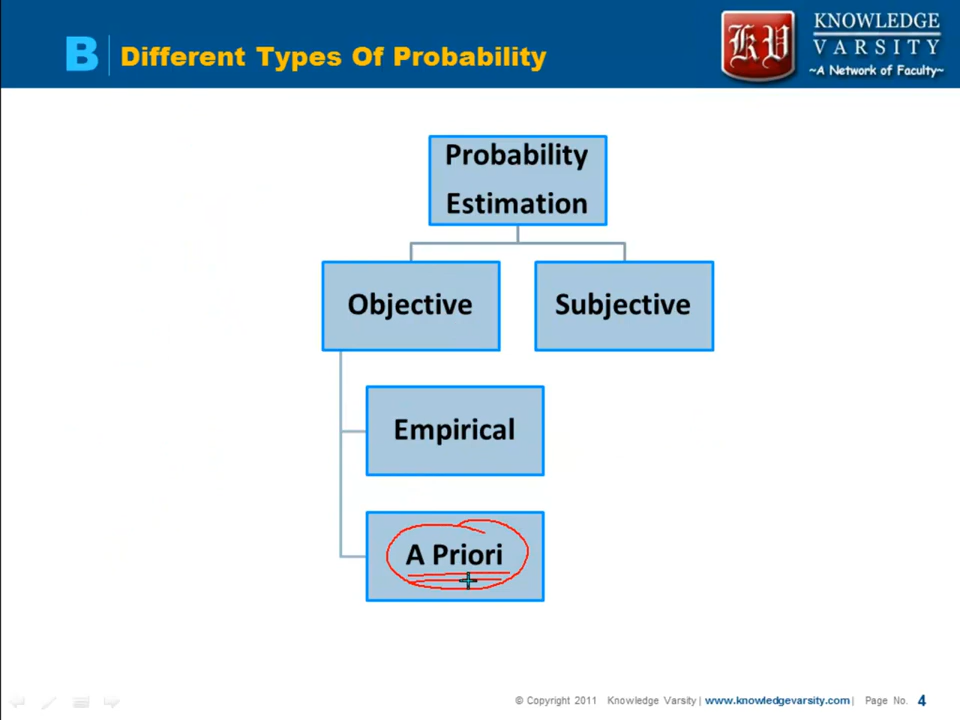 B Different Types Of Probability
KV
KNOWLEDGE
VARSITY
~A Network of Faculty~
Probability
Estimation
Objective
Subjective
Empirical
A Priori
© Copyright 2011 Knowledge Varsity | www.knowledgevarsity.com | Page No. 4